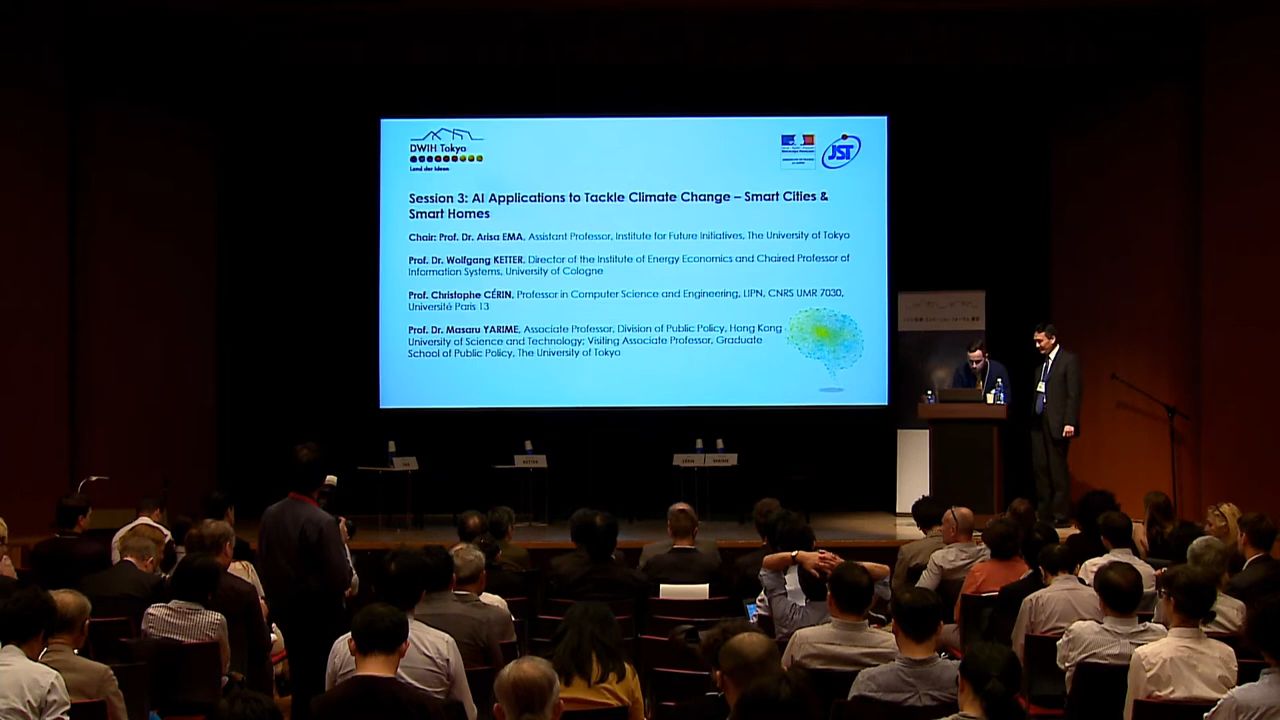 DWIH Tokyo
Land der Ideen
JST
Session 3: AI Applications to Tackle Climate Change – Smart Cities &
Smart Homes
Chair: Prof. Dr. Arisa EMA, Assistant Professor, Institute for Future Initiatives, The University of Tokyo
Prof. Dr. Wolfgang KETTER, Director of the Institute of Energy Economics and Chaired Professor of
Information Systems, University of Cologne
Prof. Christophe CÉRIN, Professor in Computer Science and Engineering, LIPN, CNRS UMR 7030,
Université Paris 13
Prof. Dr. Masaru YARIME, Associate Professor, Division of Public Policy, Hong Kong
University of Science and Technology; Visiting Associate Professor, Graduate
School of Public Policy, The University of Tokyo
KETTER
CÉRIN
YARIME